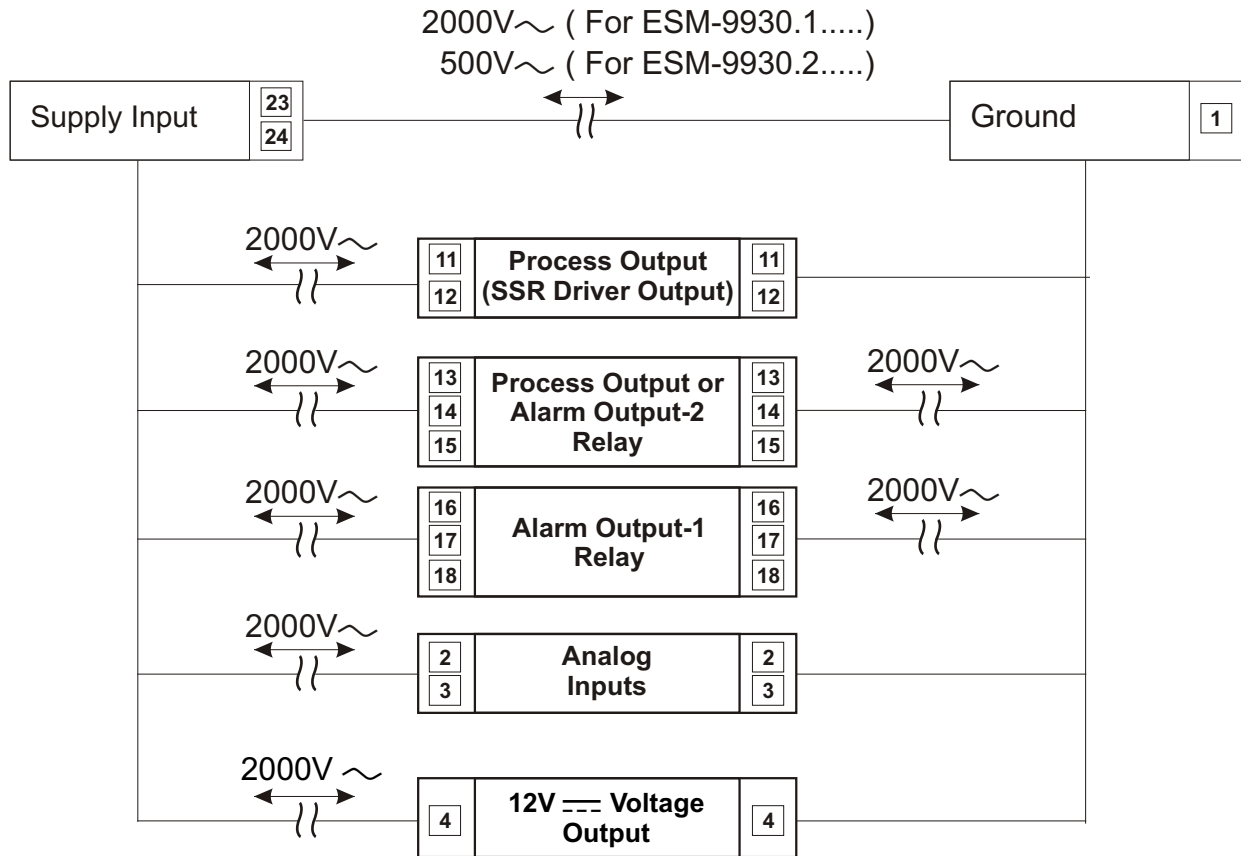 2000V～ ( For ESM-9930.1.....)
500V～ ( For ESM-9930.2.....)
Supply Input
23
24
Ground
1
2000V～
11
12
Process Output
(SSR Driver Output)
11
12
2000V～
13
14
15
Process Output or
Alarm Output-2
Relay
13
14
15
2000V～
2000V～
16
17
18
Alarm Output-1
Relay
16
17
18
2000V～
2000V～
2
3
Analog
Inputs
2
3
2000V ～
4
12V ⎓ Voltage
Output
4